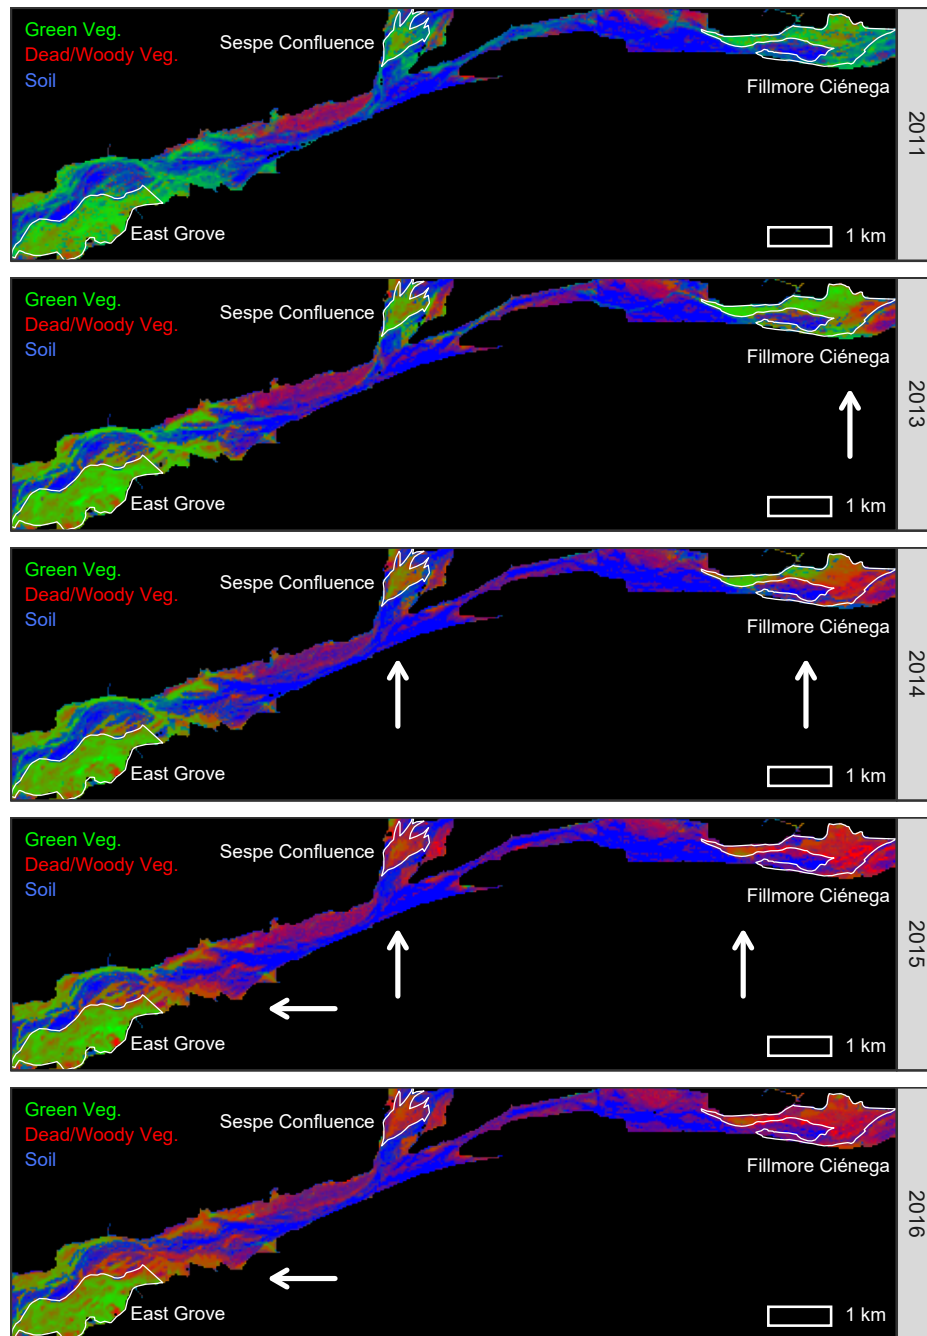 Green Veg.
Dead/Woody Veg.
Soil
Sespe Confluence
Fillmore Ciénega
East Grove
1 km
2011
Green Veg.
Dead/Woody Veg.
Soil
Sespe Confluence
Fillmore Ciénega
East Grove
1 km
2013
Green Veg.
Dead/Woody Veg.
Soil
Sespe Confluence
Fillmore Ciénega
East Grove
1 km
2014
Green Veg.
Dead/Woody Veg.
Soil
Sespe Confluence
Fillmore Ciénega
East Grove
1 km
2015
Green Veg.
Dead/Woody Veg.
Soil
Sespe Confluence
Fillmore Ciénega
East Grove
1 km
2016